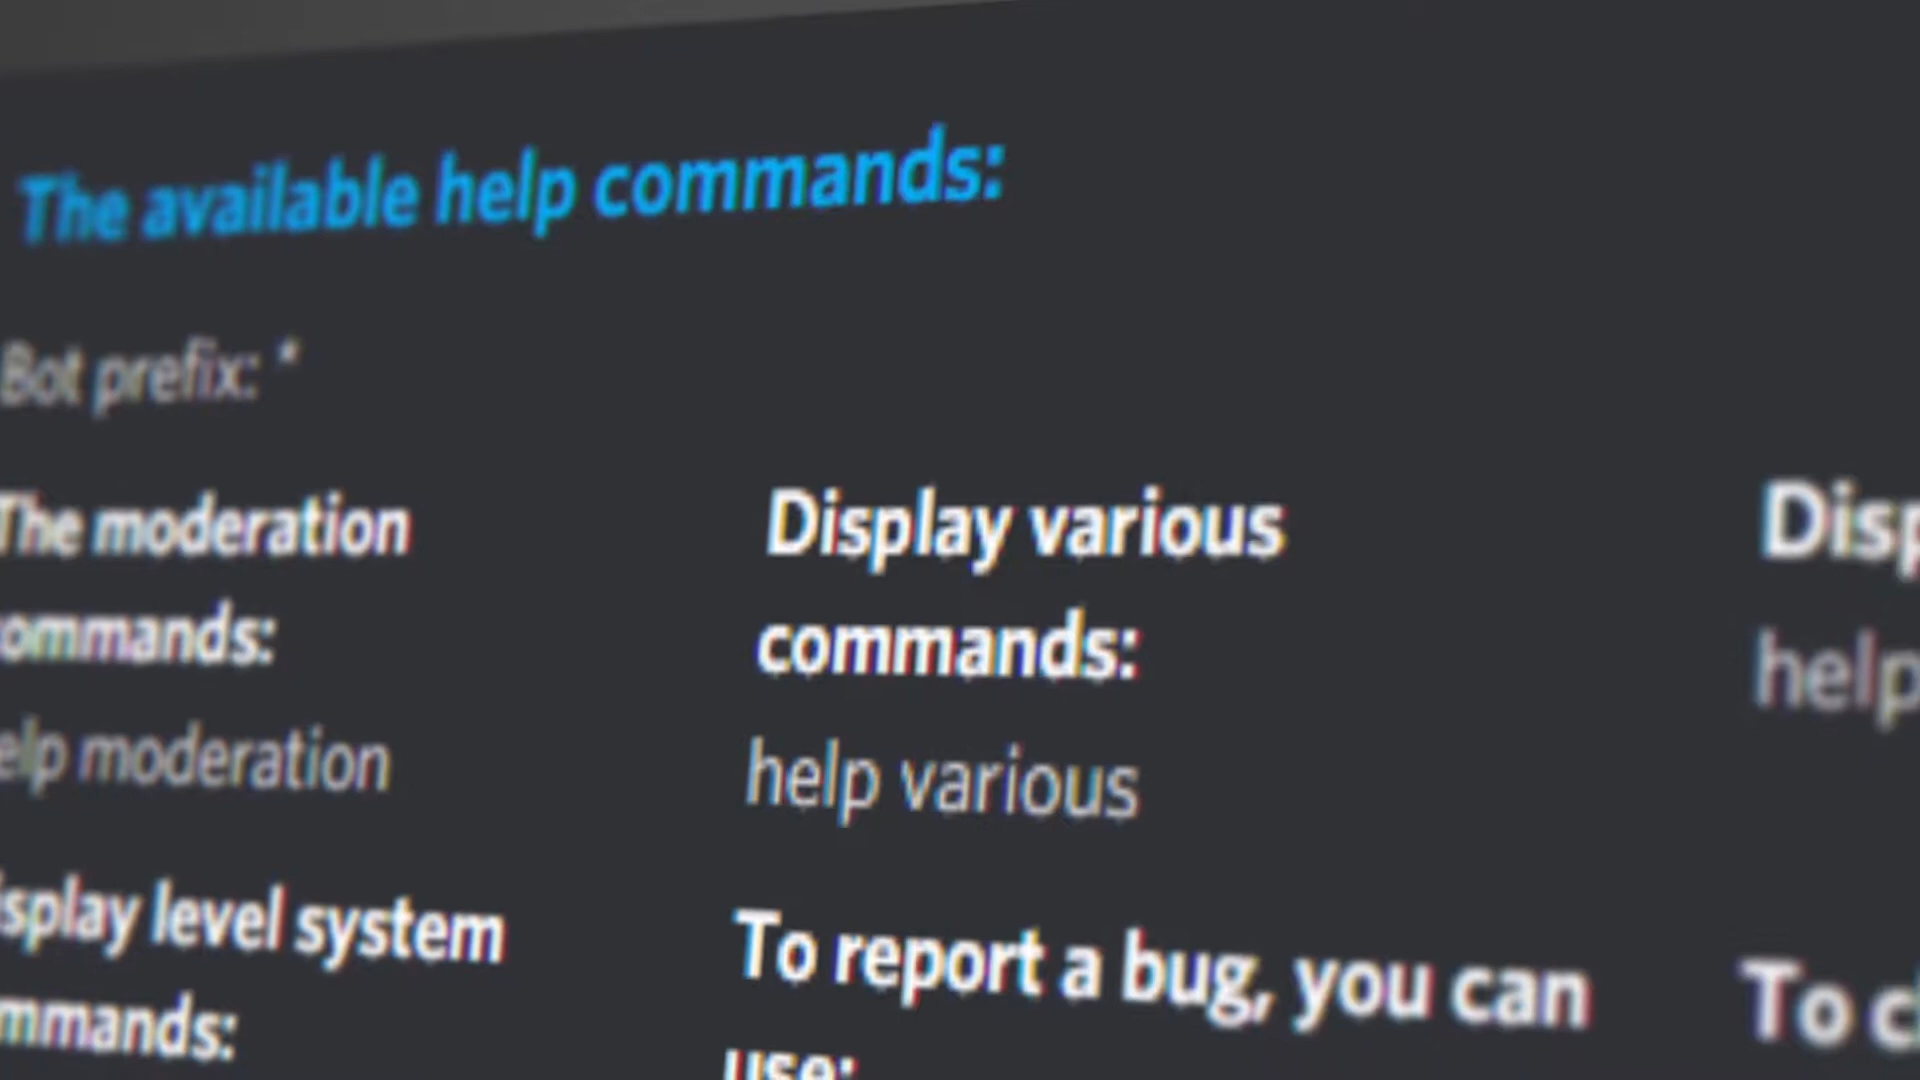 The available help commands:
Bot prefix: *
The moderation
ommands:
elp moderation
Display various
commands:
help various
Disp
help
isplay level system
mmands:
To report a bug, you can
use:
To c